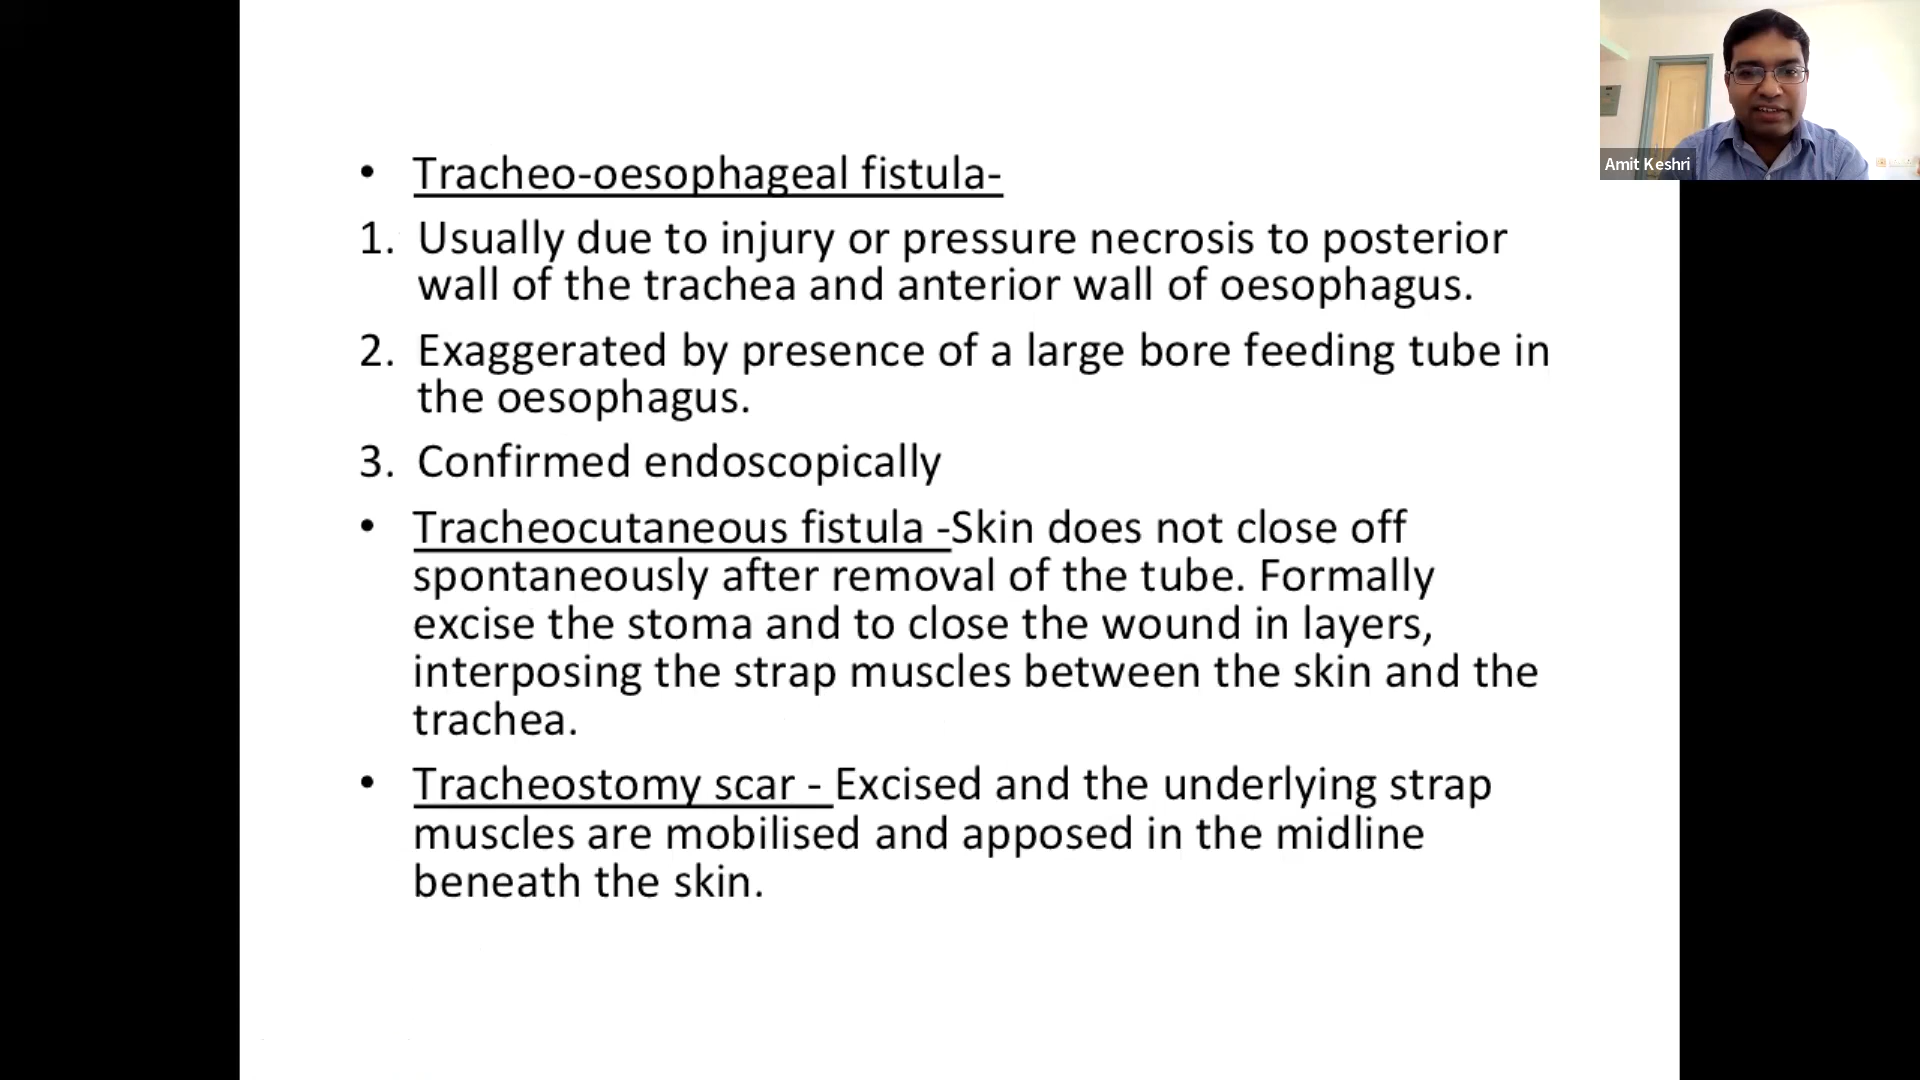 • Tracheo-oesophageal fistula-
1. Usually due to injury or pressure necrosis to posterior
wall of the trachea and anterior wall of oesophagus.
2. Exaggerated by presence of a large bore feeding tube in
the oesophagus.
3. Confirmed endoscopically
• Tracheocutaneous fistula -Skin does not close off
spontaneously after removal of the tube. Formally
excise the stoma and to close the wound in layers,
interposing the strap muscles between the skin and the
trachea.
• Tracheostomy scar - Excised and the underlying strap
muscles are mobilised and apposed in the midline
beneath the skin.
Amit Keshri